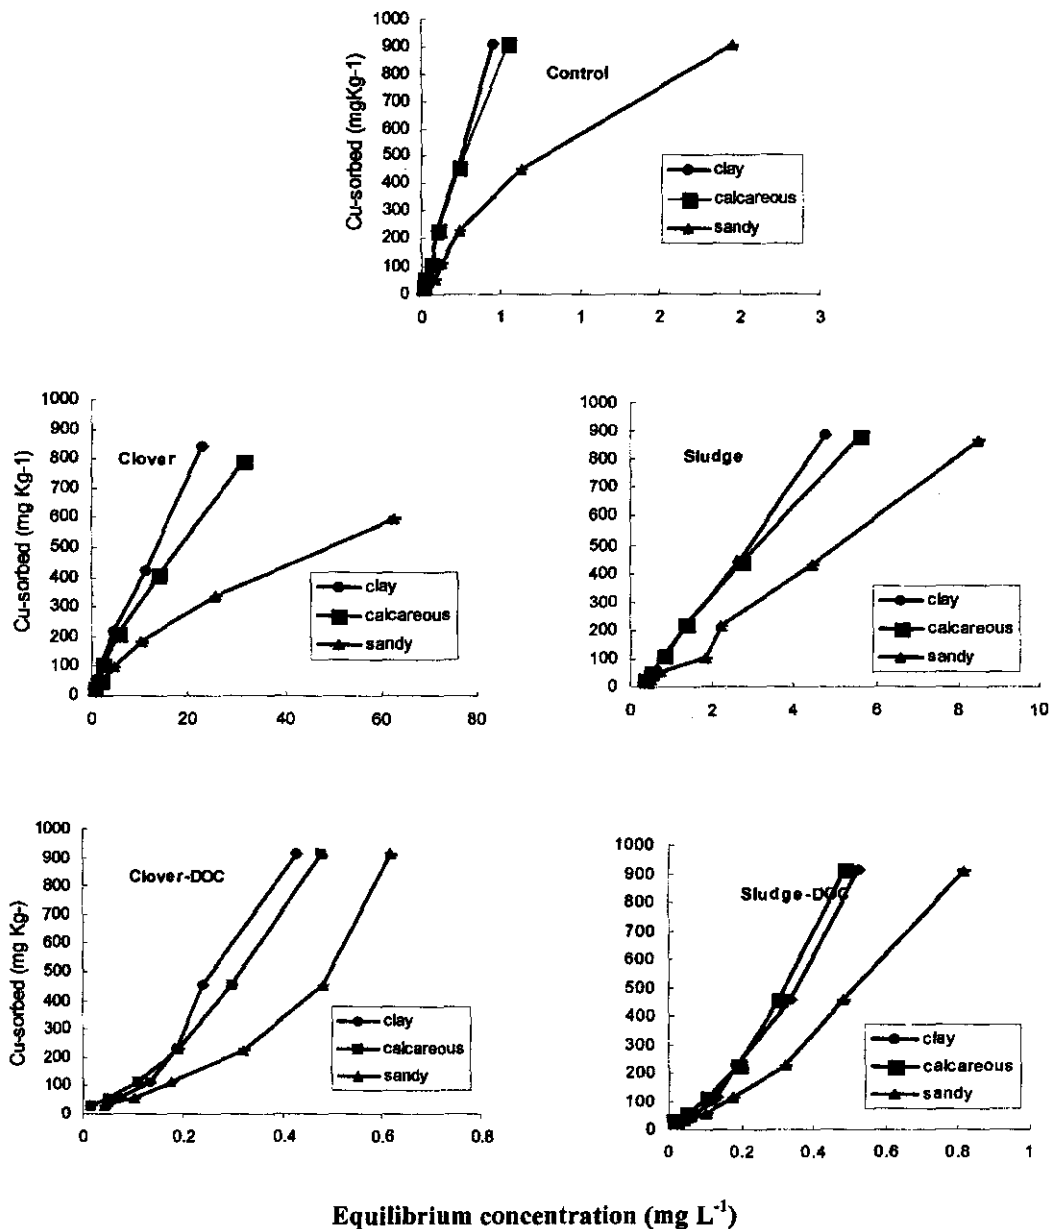 1000
900
800
700
600
500
400
300
200
100
0
Cu-sorbed (mgKg-1)
Control
clay
calcareous
sandy
0 1 1 2 2 3
1000
900
800
700
600
500
400
300
200
100
0
Cu-sorbed (mg Kg-1)
Clover
clay
calcareous
sandy
0 20 40 60 80
1000
900
800
700
600
500
400
300
200
100
0
Sludge
clay
calcareous
sandy
0 2 4 6 8 10
1000
900
800
700
600
500
400
300
200
100
0
Cu-sorbed (mg Kg-)
Clover-DOC
clay
calcareous
sandy
0 0.2 0.4 0.6 0.8
1000
900
800
700
600
500
400
300
200
100
0
Sludge-DOC
clay
calcareous
sandy
0 0.2 0.4 0.6 0.8 1
Equilibrium concentration (mg L⁻¹)